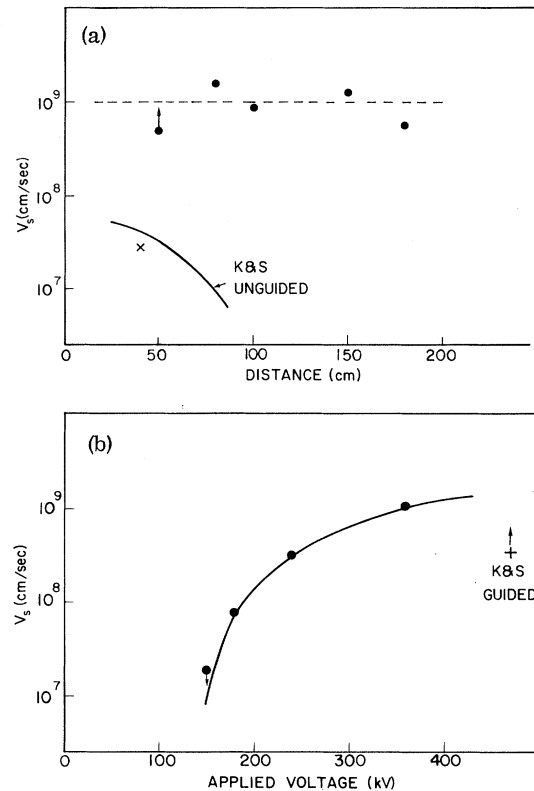 (a)
10⁹
10⁸
10⁷
V_s (cm/sec)
K&S
UNGUIDED
0 50 100 150 200
DISTANCE (cm)
(b)
10⁹
10⁸
10⁷
V_s (cm/sec)
K&S
GUIDED
0 100 200 300 400
APPLIED VOLTAGE (kV)